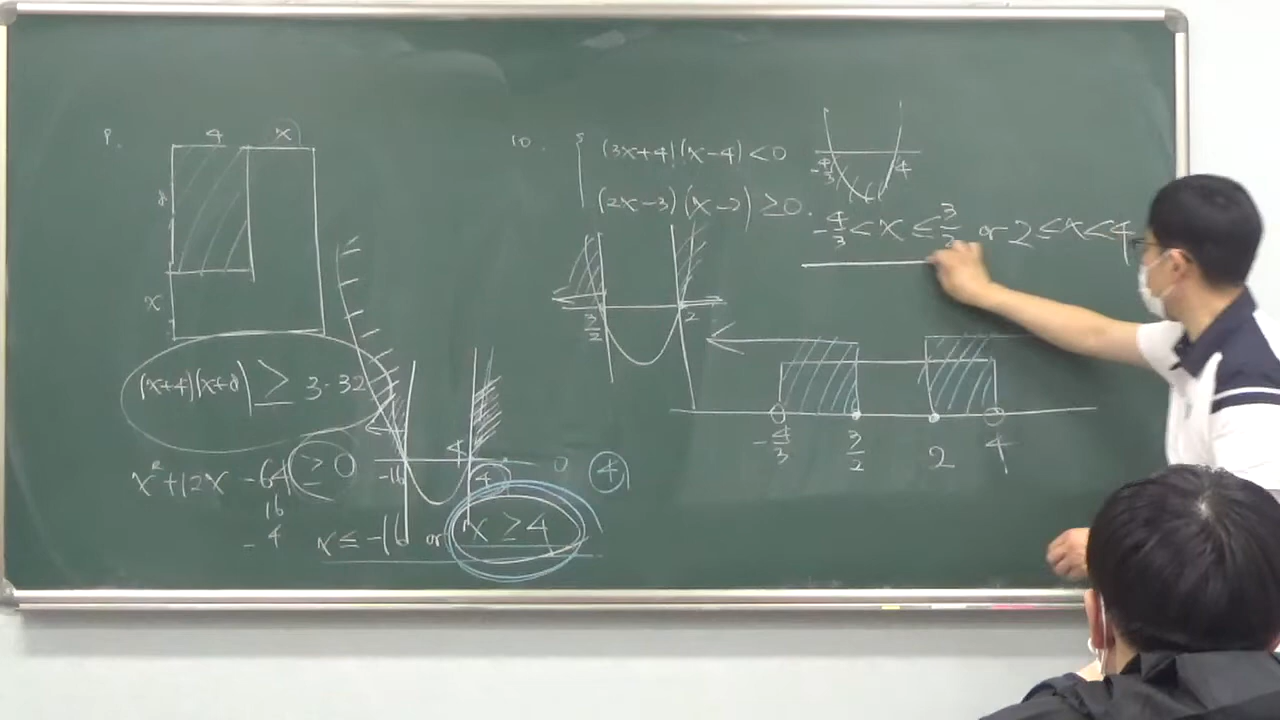 9.
4 x
8
x
(x+4)(x+8) ≥ 3·32
x²+12x-64 ≥ 0
16
-4
-16 4 4
x ≤ -16 or x ≥ 4
0 ④
10. (3x+4)(x-4) < 0
(2x-3)(x-2) ≥ 0.
-4/3 4
-4/3 < x ≤ 3/2 or 2 ≤ x < 4
3/2 2
-4/3 3/2 2 4